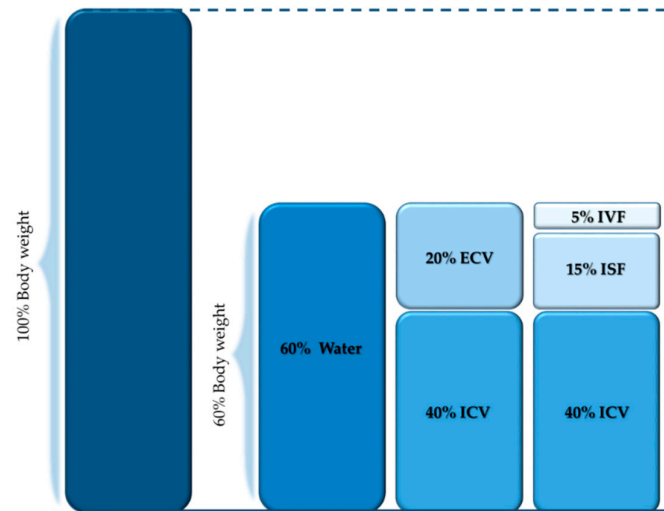 100% Body weight
60% Body weight
60% Water
20% ECV
40% ICV
5% IVF
15% ISF
40% ICV